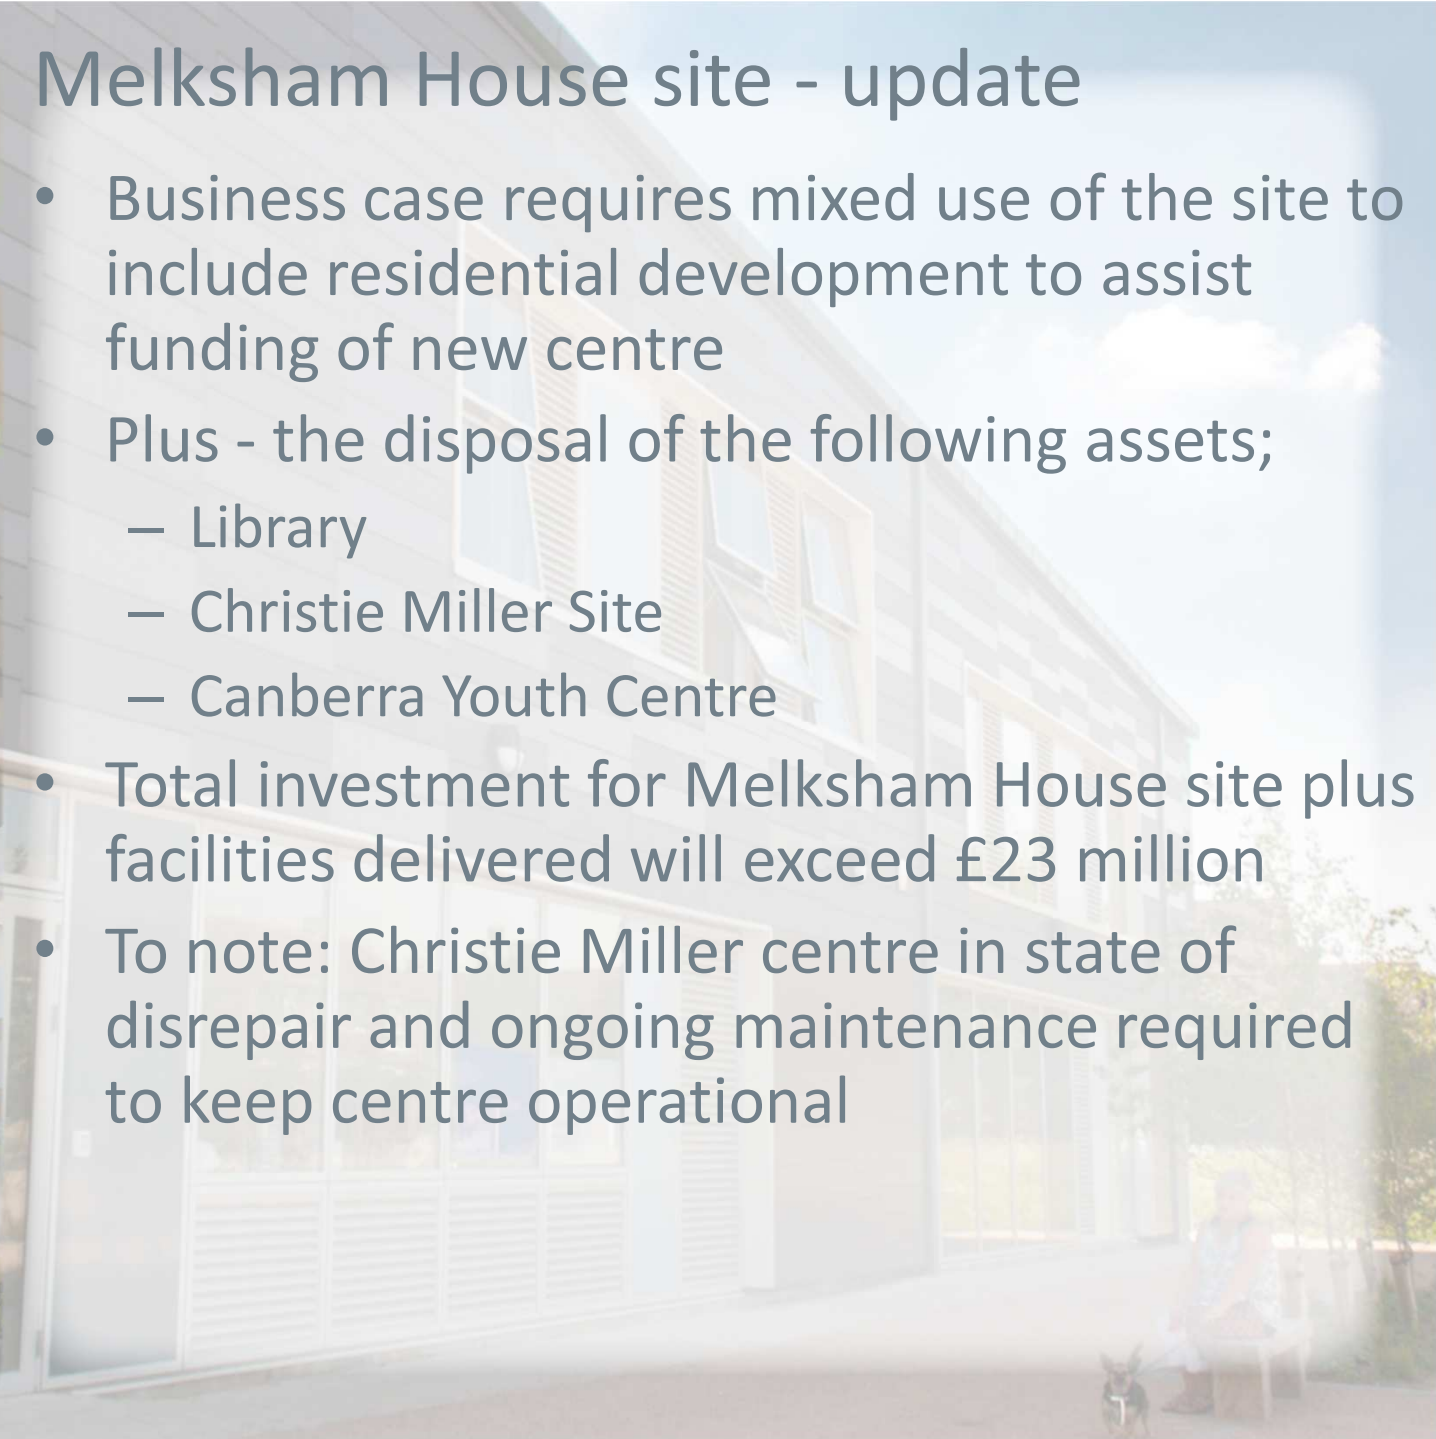 Melksham House site - update
• Business case requires mixed use of the site to
include residential development to assist
funding of new centre
• Plus - the disposal of the following assets;
– Library
– Christie Miller Site
– Canberra Youth Centre
• Total investment for Melksham House site plus
facilities delivered will exceed £23 million
• To note: Christie Miller centre in state of
disrepair and ongoing maintenance required
to keep centre operational